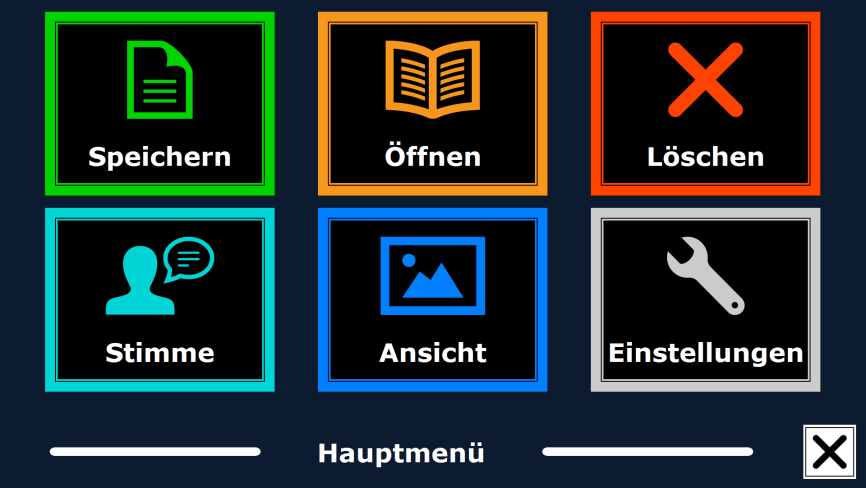 Speichern
Öffnen
Löschen
Stimme
Ansicht
Einstellungen
Hauptmenü